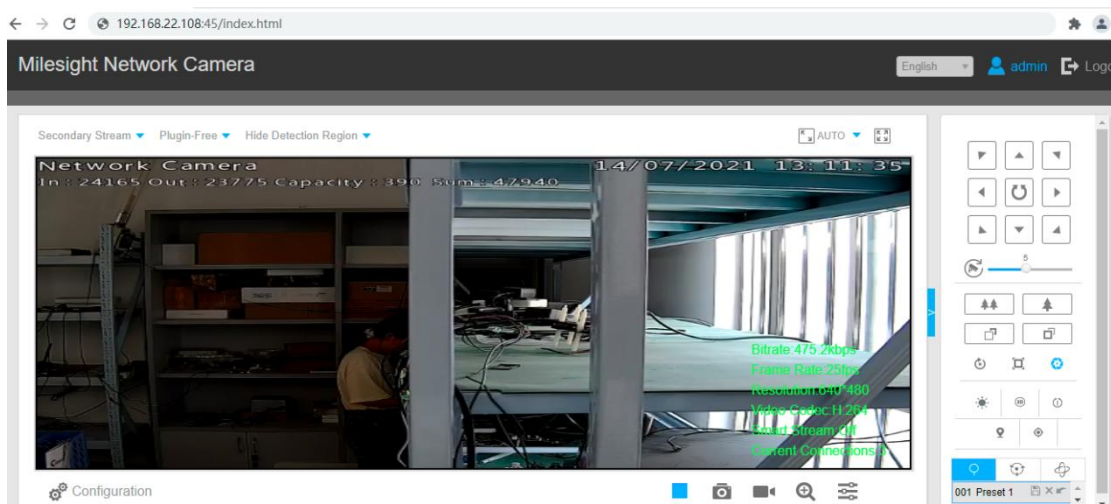 192.168.22.108:45/index.html
Milesight Network Camera
English
admin
Secondary Stream
Plugin-Free
Hide Detection Region
AUTO
Network Camera
14/07/2021 13:11:35
In : 24165 Out : 23775 Capacity : 390 Sum : 47940
5
Bitrate:475.2kbps
Frame Rate:25fps
Resolution:640*480
Video Codec:H.264
Smart Stream:Off
Current Connections:
Configuration
001 Preset 1